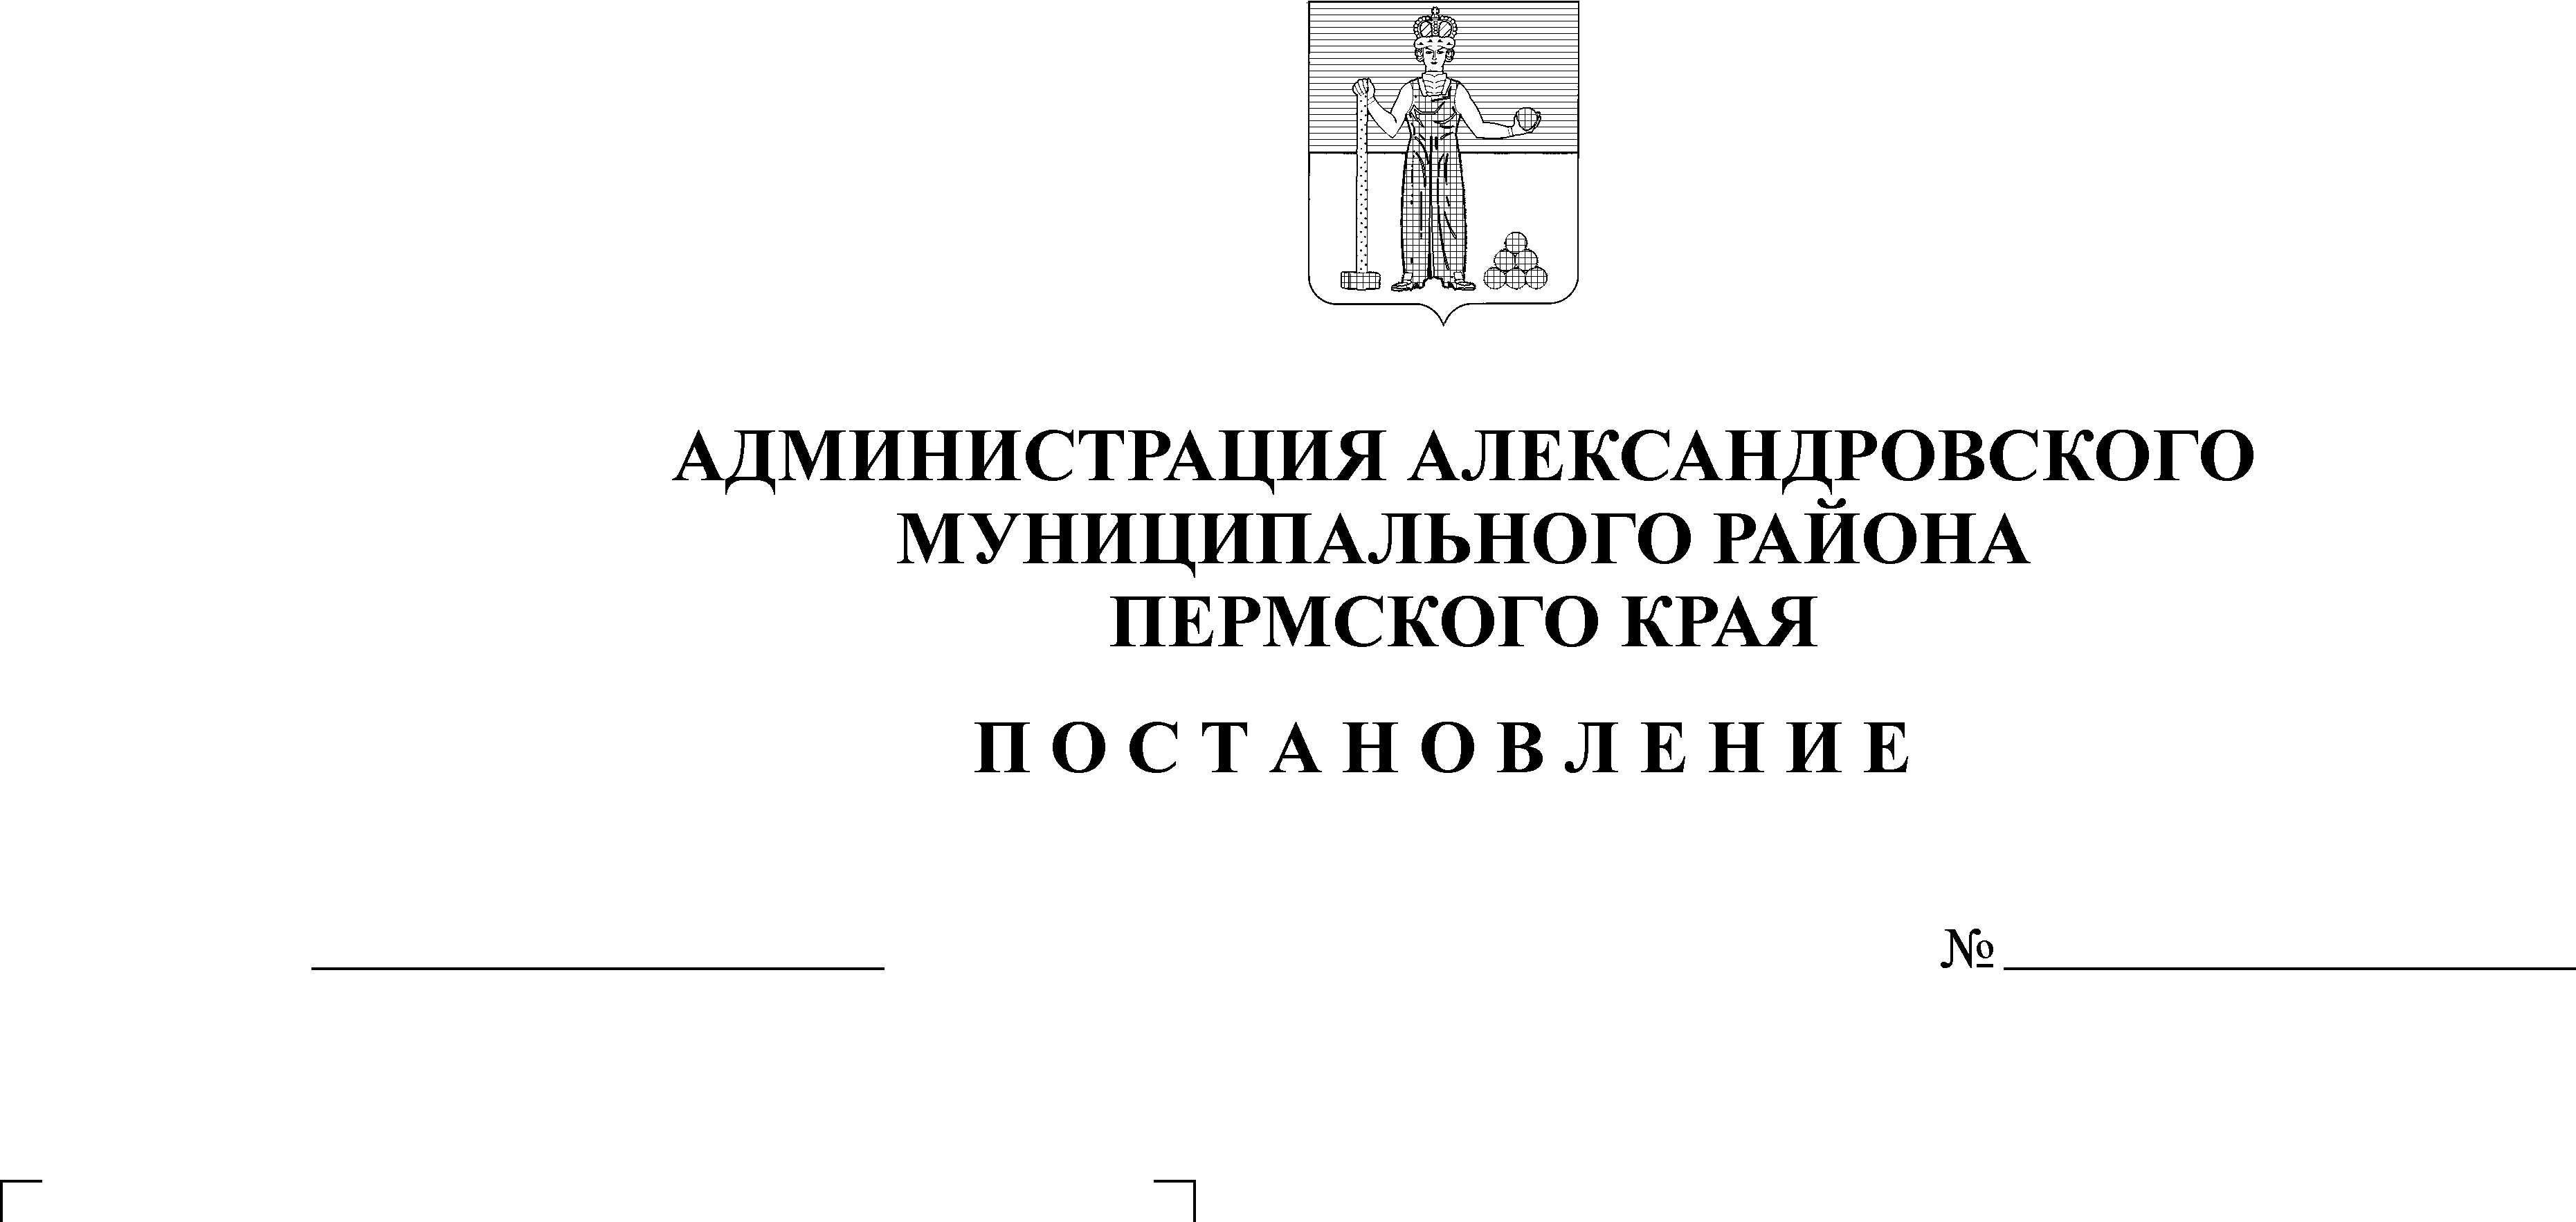 АДМИНИСТРАЦИЯ АЛЕКСАНДРОВСКОГО
МУНИЦИПАЛЬНОГО РАЙОНА
ПЕРМСКОГО КРАЯ
П О С Т А Н О В Л Е Н И Е
№